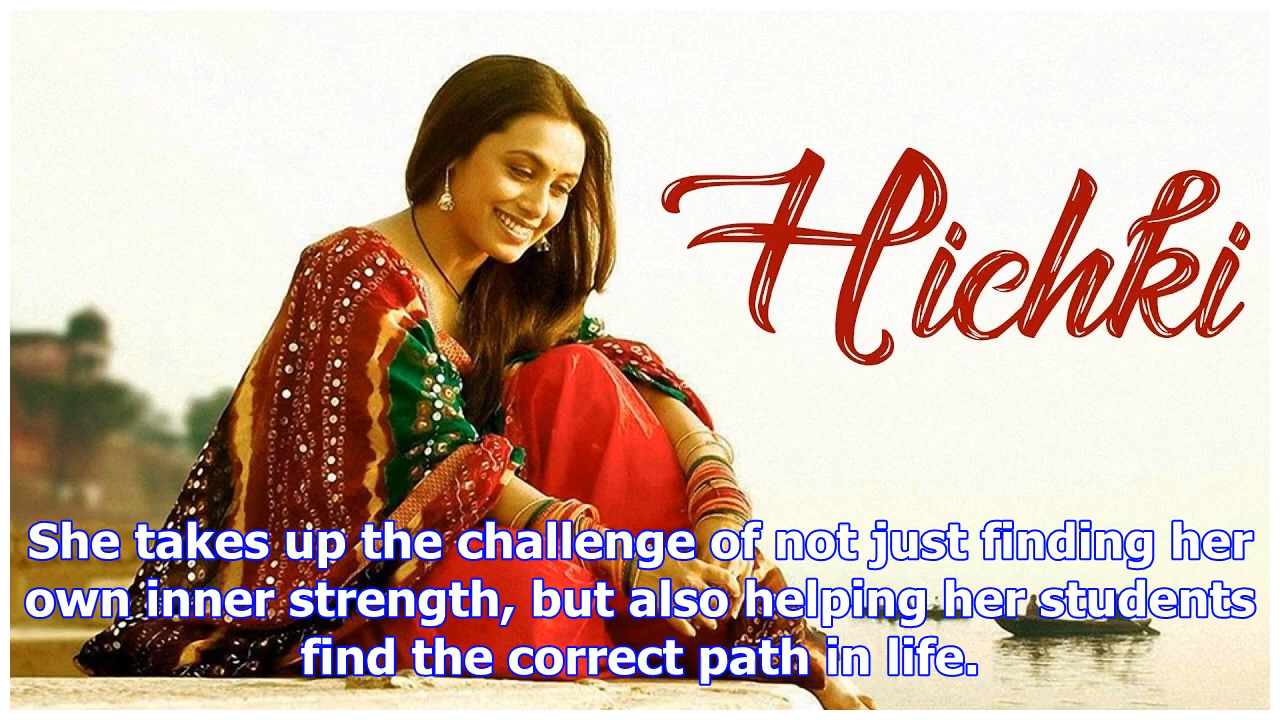 Hichki
She takes up the challenge of not just finding her
own inner strength, but also helping her students
find the correct path in life.